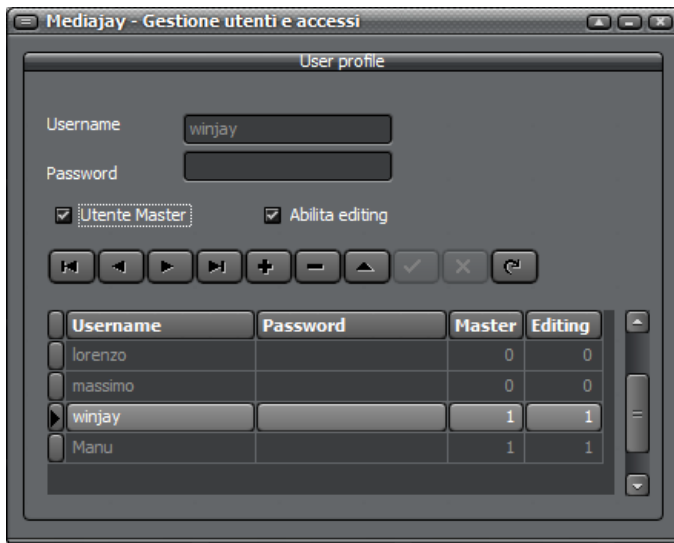 Mediajay - Gestione utenti e accessi
User profile
Username winjay
Password
Utente Master Abilita editing
Username Password Master Editing
lorenzo 0 0
massimo 0 0
winjay 1 1
Manu 1 1